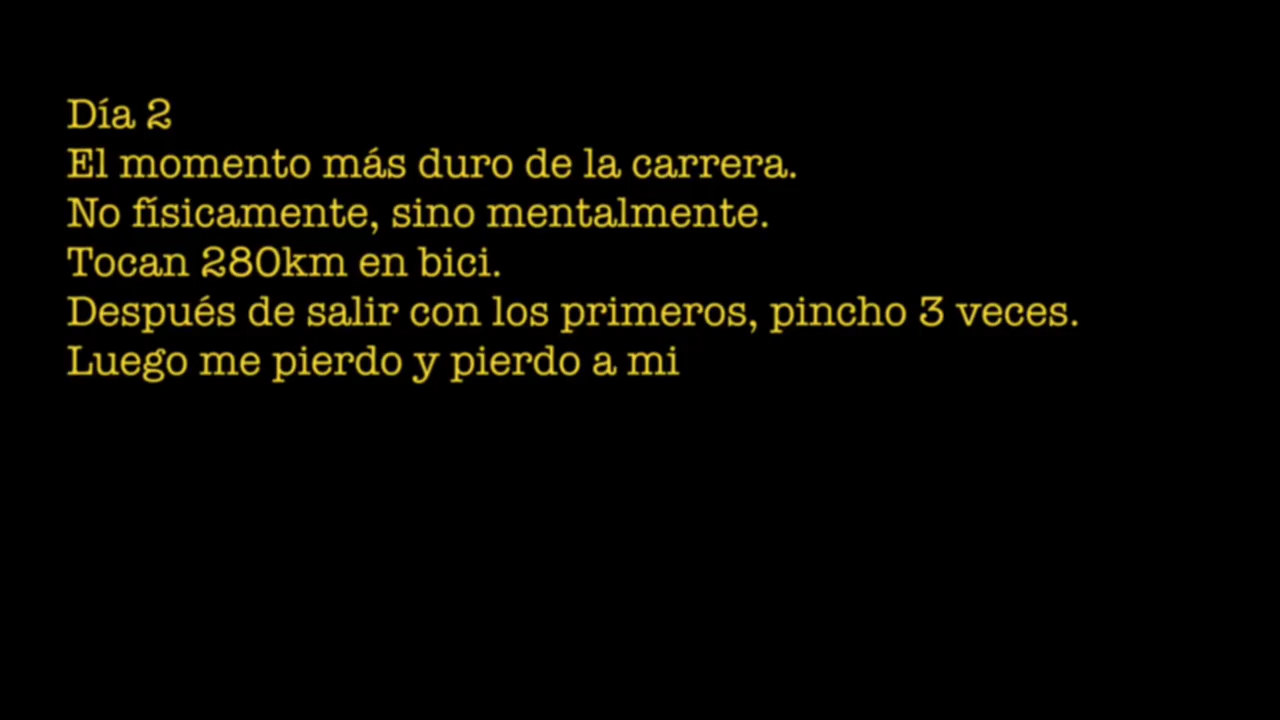 Día 2
El momento más duro de la carrera.
No físicamente, sino mentalmente.
Tocan 280km en bici.
Después de salir con los primeros, pincho 3 veces.
Luego me pierdo y pierdo a mi